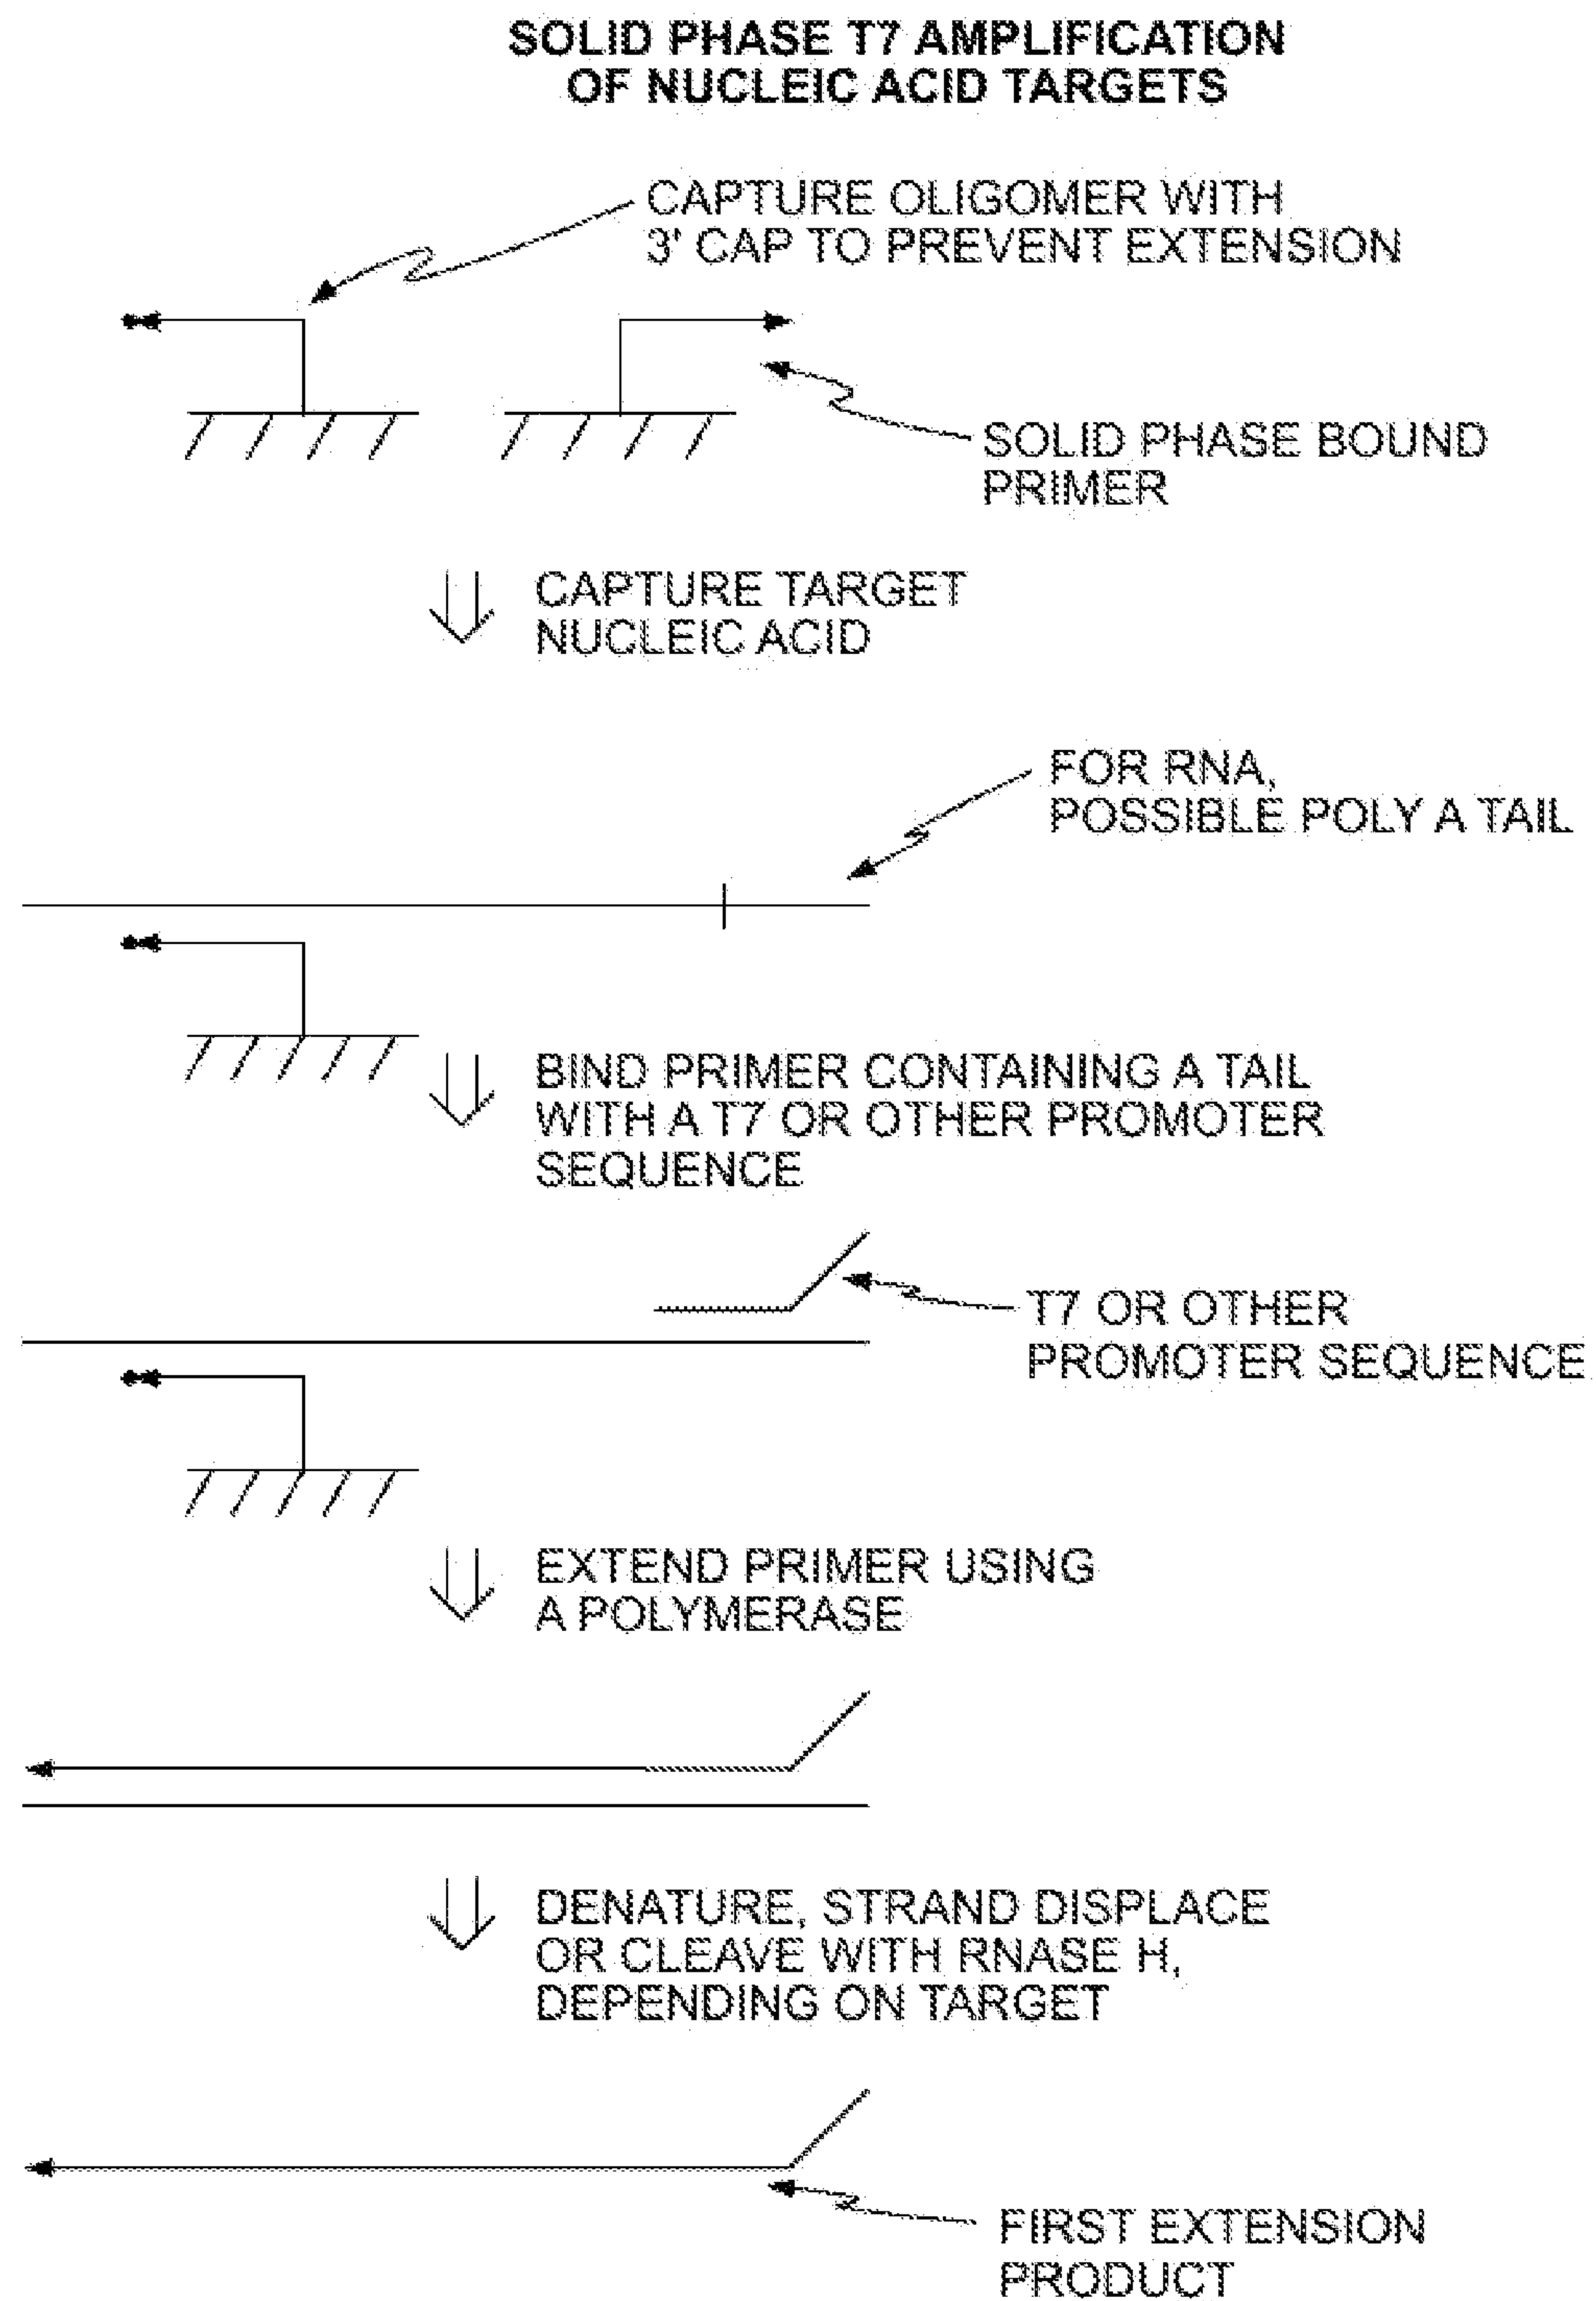 SOLID PHASE T7 AMPLIFICATION
OF NUCLEIC ACID TARGETS
CAPTURE OLIGOMER WITH
3' CAP TO PREVENT EXTENSION
SOLID PHASE BOUND
PRIMER
CAPTURE TARGET
NUCLEIC ACID
FOR RNA,
POSSIBLE POLY A TAIL
BIND PRIMER CONTAINING A TAIL
WITH A T7 OR OTHER PROMOTER
SEQUENCE
T7 OR OTHER
PROMOTER SEQUENCE
EXTEND PRIMER USING
A POLYMERASE
DENATURE, STRAND DISPLACE
OR CLEAVE WITH RNASE H,
DEPENDING ON TARGET
FIRST EXTENSION
PRODUCT